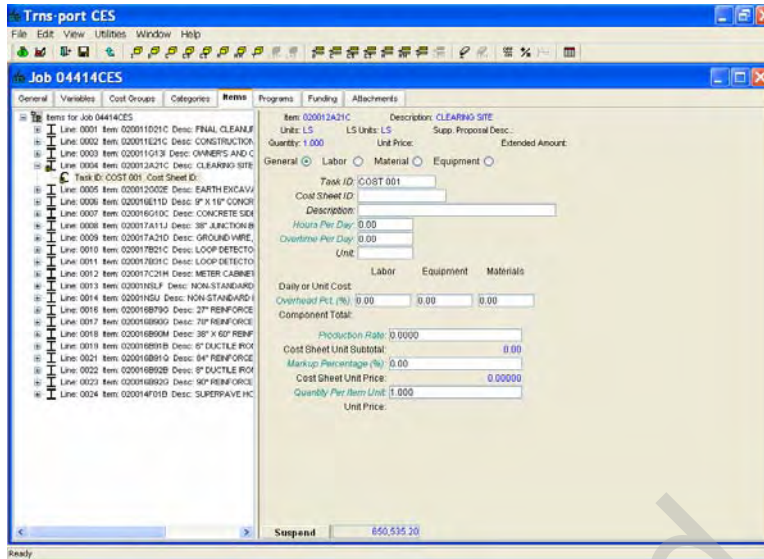 Trns·port CES
File Edit View Utilities Window Help
Job 04414CES
General Variables Cost Groups Categories Items Programs Funding Attachments
Items for Job 04414CES
Line: 0001 Item: 020011D21C Desc: FINAL CLEANUP
Line: 0002 Item: 020011E21C Desc: CONSTRUCTION
Line: 0003 Item: 020011G13I Desc: OWNER'S AND C
Line: 0004 Item: 020012A21C Desc: CLEARING SITE
Task ID: COST 001 Cost Sheet ID:
Line: 0005 Item: 020012G02E Desc: EARTH EXCAVA
Line: 0006 Item: 020016E11D Desc: 9" X 16" CONCR
Line: 0007 Item: 020016G10C Desc: CONCRETE SIDE
Line: 0008 Item: 020017A11J Desc: 38" JUNCTION B
Line: 0009 Item: 020017A21D Desc: GROUND WIRE,
Line: 0010 Item: 020017B21C Desc: LOOP DETECTO
Line: 0011 Item: 020017B01C Desc: LOOP DETECTO
Line: 0012 Item: 020017C21H Desc: METER CABINET
Line: 0013 Item: 02001NSLF Desc: NON-STANDARD
Line: 0014 Item: 02001NSLI Desc: NON-STANDARD I
Line: 0016 Item: 020016B79G Desc: 27" REINFORCE
Line: 0017 Item: 020016B90G Desc: 78" REINFORCE
Line: 0018 Item: 020016B90M Desc: 38" X 60" REINF
Line: 0019 Item: 020016B91B Desc: 6" DUCTILE IRON
Line: 0021 Item: 020016B91Q Desc: 84" REINFORCE
Line: 0022 Item: 020016B92B Desc: 8" DUCTILE IRON
Line: 0023 Item: 020016B92G Desc: 90" REINFORCE
Line: 0024 Item: 020014F01B Desc: SUPERPAVE HO
Item: 020012A21C Description: CLEARING SITE
Units: LS LS Units: LS Supp. Proposal Desc.:
Quantity: 1.000 Unit Price: Extended Amount:
General Labor Material Equipment
Task ID: COST 001
Cost Sheet ID:
Description:
Hours Per Day: 0.00
Overtime Per Day: 0.00
Unit:
Labor Equipment Materials
Daily or Unit Cost:
Overhead Pct. (%): 0.00 0.00 0.00
Component Total:
Production Rate: 0.0000
Cost Sheet Unit Subtotal: 0.00
Markup Percentage (%): 0.00
Cost Sheet Unit Price: 0.00000
Quantity Per Item Unit: 1.000
Unit Price:
Suspend 650,535.20
Ready